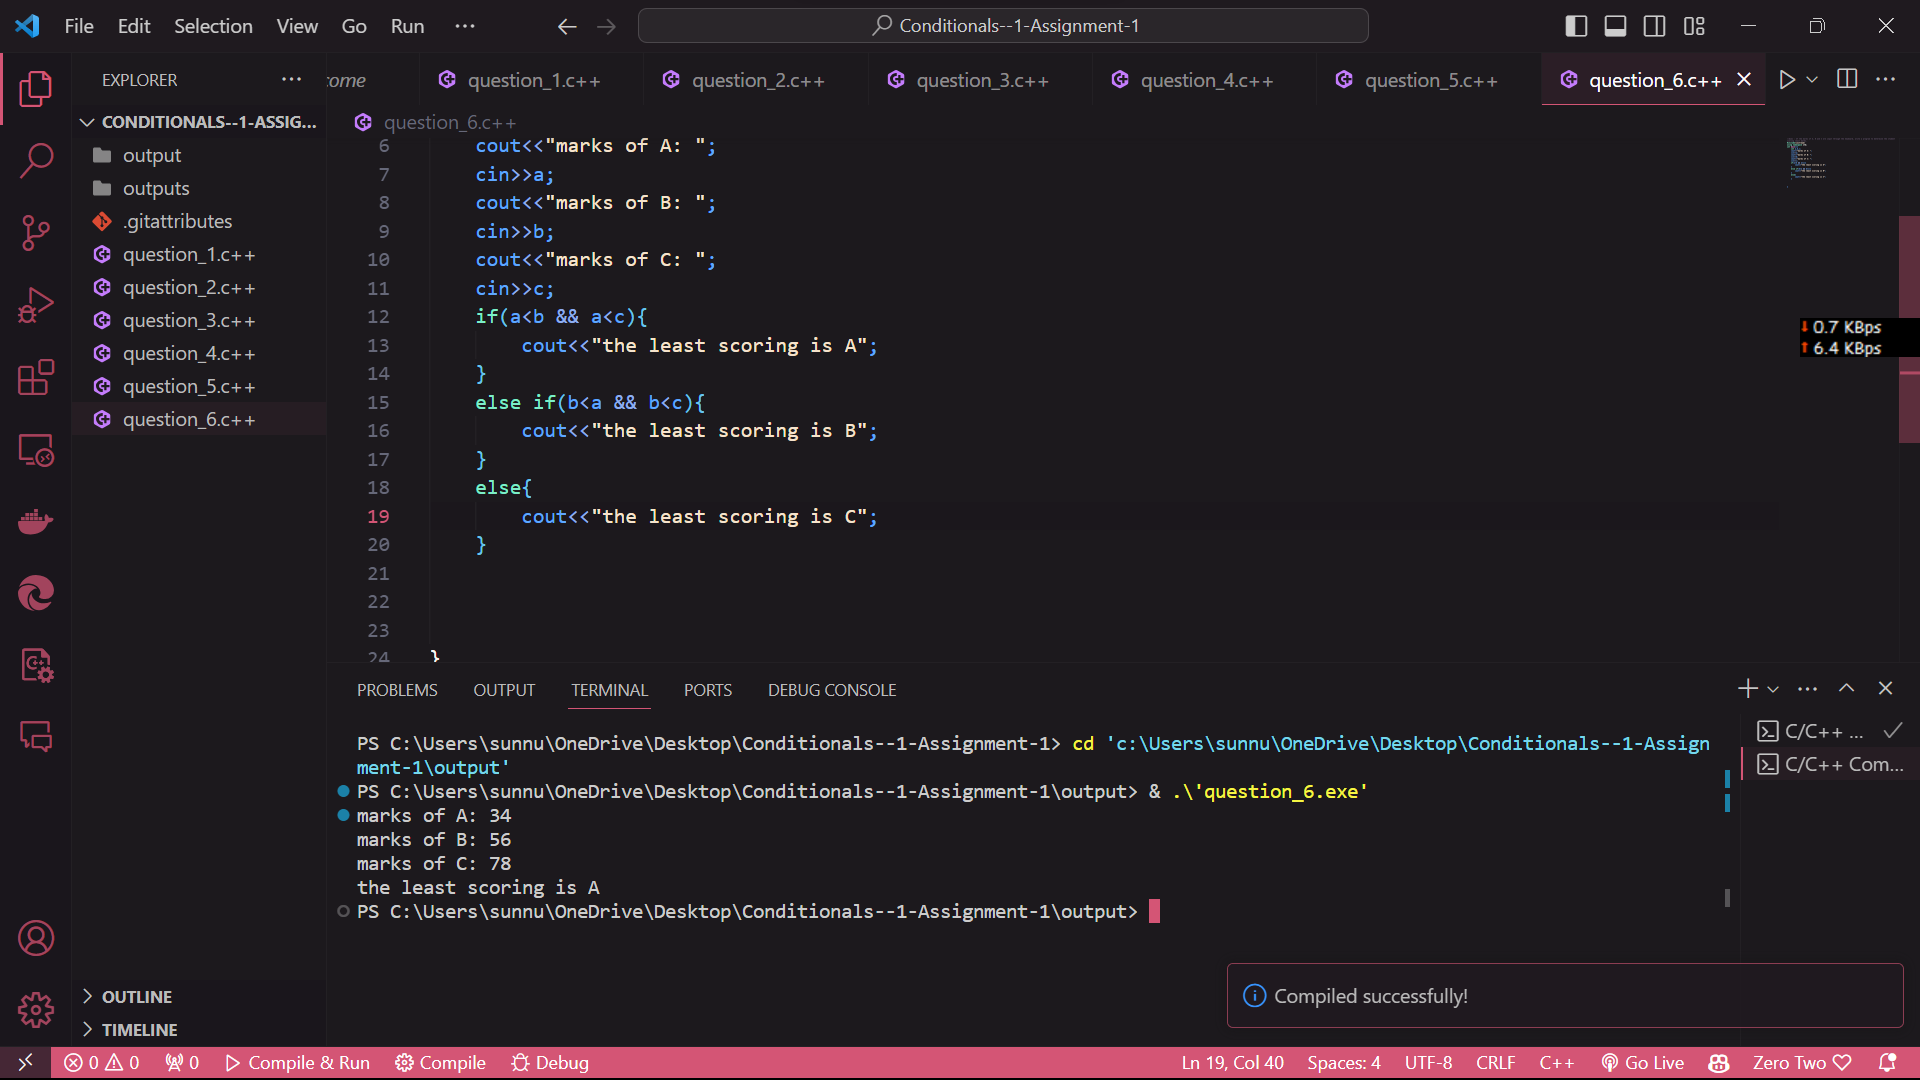 File Edit Selection View Go Run ··· Conditionals--1-Assignment-1
EXPLORER ···
come question_1.c++ question_2.c++ question_3.c++ question_4.c++ question_5.c++ question_6.c++
CONDITIONALS--1-ASSIG...
output
outputs
.gitattributes
question_1.c++
question_2.c++
question_3.c++
question_4.c++
question_5.c++
question_6.c++
OUTLINE
TIMELINE
question_6.c++
6 cout<<"marks of A: ";
7 cin>>a;
8 cout<<"marks of B: ";
9 cin>>b;
10 cout<<"marks of C: ";
11 cin>>c;
12 if(a<b && a<c){
13 cout<<"the least scoring is A";
14 }
15 else if(b<a && b<c){
16 cout<<"the least scoring is B";
17 }
18 else{
19 cout<<"the least scoring is C";
20 }
21
22
23
24 }
0.7 KBps
6.4 KBps
PROBLEMS OUTPUT TERMINAL PORTS DEBUG CONSOLE
PS C:\Users\sunnu\OneDrive\Desktop\Conditionals--1-Assignment-1> cd 'c:\Users\sunnu\OneDrive\Desktop\Conditionals--1-Assign
ment-1\output'
PS C:\Users\sunnu\OneDrive\Desktop\Conditionals--1-Assignment-1\output> & .\'question_6.exe'
marks of A: 34
marks of B: 56
marks of C: 78
the least scoring is A
PS C:\Users\sunnu\OneDrive\Desktop\Conditionals--1-Assignment-1\output>
C/C++ ...
C/C++ Com...
Compiled successfully!
0 0 0 Compile & Run Compile Debug Ln 19, Col 40 Spaces: 4 UTF-8 CRLF C++ Go Live Zero Two